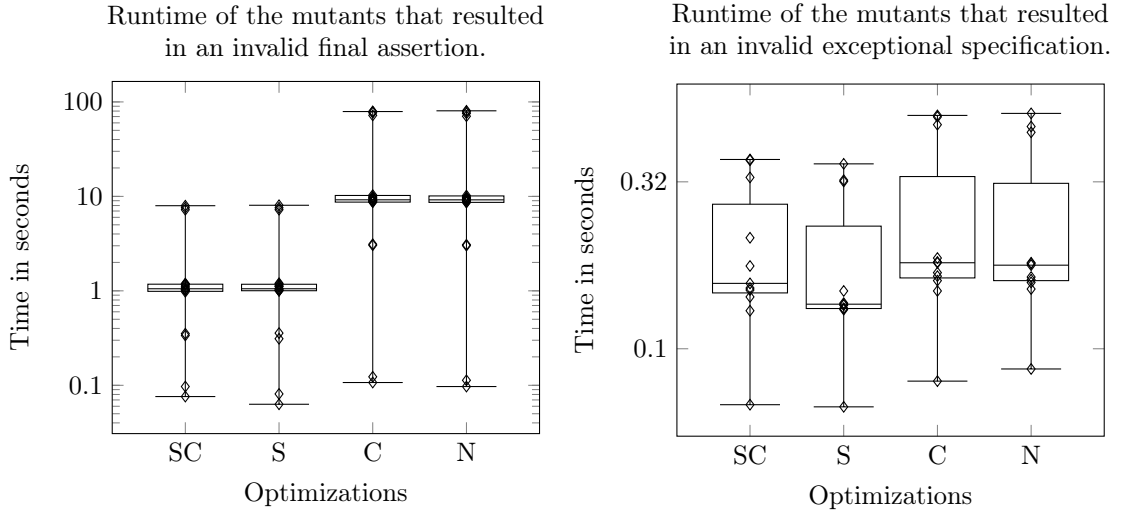 Runtime of the mutants that resulted
in an invalid final assertion.
100
10
1
0.1
Time in seconds
SC S C N
Optimizations
Runtime of the mutants that resulted
in an invalid exceptional specification.
0.32
0.1
Time in seconds
SC S C N
Optimizations